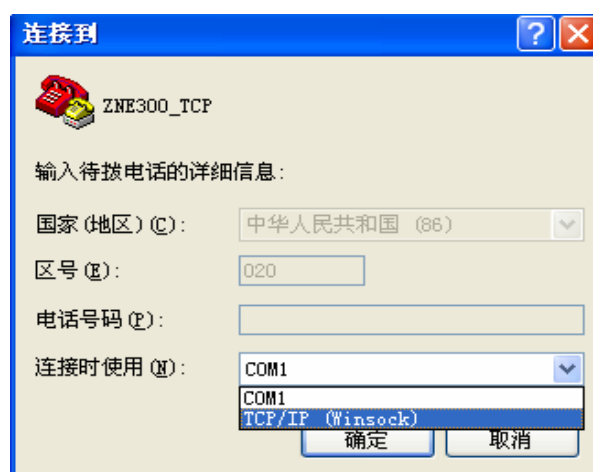 连接到
ZNE300_TCP
输入待拨电话的详细信息:
国家(地区)(C): 中华人民共和国 (86)
区号(E): 020
电话号码(P):
连接时使用(N): COM1
COM1
TCP/IP (Winsock)
确定 取消